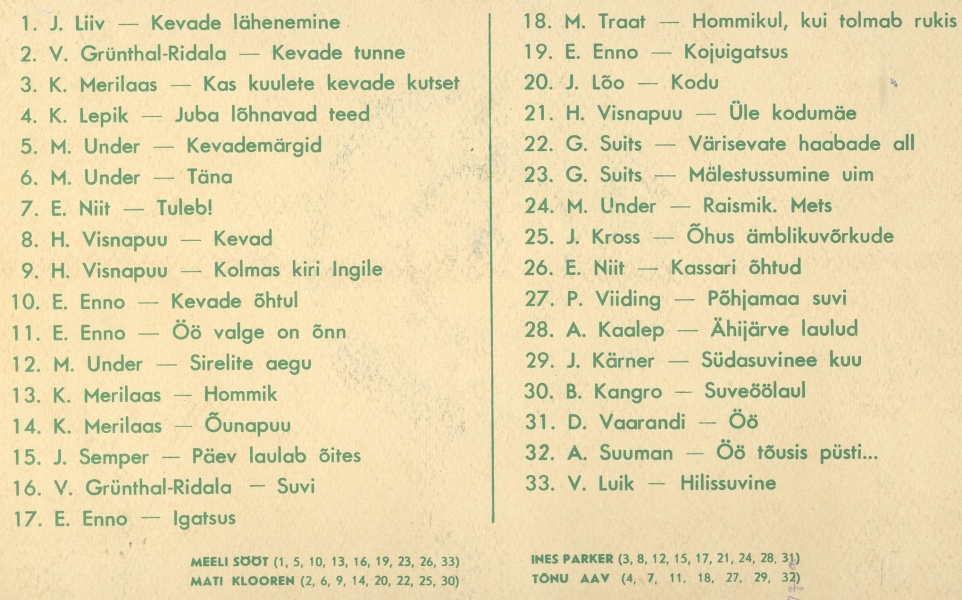 1. J. Liiv — Kevade lähenemine
2. V. Grünthal-Ridala — Kevade tunne
3. K. Merilaas — Kas kuulete kevade kutset
4. K. Lepik — Juba lõhnavad teed
5. M. Under — Kevademärgid
6. M. Under — Täna
7. E. Niit — Tuleb!
8. H. Visnapuu — Kevad
9. H. Visnapuu — Kolmas kiri Ingile
10. E. Enno — Kevade õhtul
11. E. Enno — Öö valge on õnn
12. M. Under — Sirelite aegu
13. K. Merilaas — Hommik
14. K. Merilaas — Õunapuu
15. J. Semper — Päev laulab õites
16. V. Grünthal-Ridala — Suvi
17. E. Enno — Igatsus
18. M. Traat — Hommikul, kui tolmab rukis
19. E. Enno — Kojuigatsus
20. J. Lõo — Kodu
21. H. Visnapuu — Üle kodumäe
22. G. Suits — Värisevate haabade all
23. G. Suits — Mälestussumine uim
24. M. Under — Raismik. Mets
25. J. Kross — Õhus ämblikuvõrkude
26. E. Niit — Kassari õhtud
27. P. Viiding — Põhjamaa suvi
28. A. Kaalep — Ähijärve laulud
29. J. Kärner — Südasuvinee kuu
30. B. Kangro — Suveöölaul
31. D. Vaarandi — Öö
32. A. Suuman — Öö tõusis püsti...
33. V. Luik — Hilissuvine
MEELI SÖÖT (1, 5, 10, 13, 16, 19, 23, 26, 33)
MATI KLOOREN (2, 6, 9, 14, 20, 22, 25, 30)
INES PARKER (3, 8, 12, 15, 17, 21, 24, 28, 31)
TÕNU AAV (4, 7, 11, 18, 27, 29, 32)